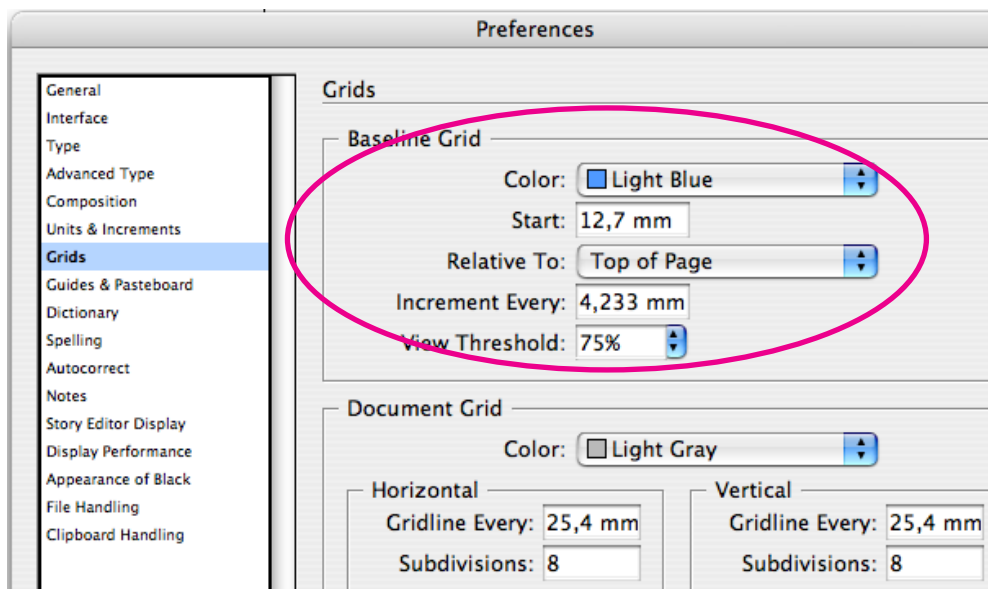 Preferences
General
Interface
Type
Advanced Type
Composition
Units & Increments
Grids
Guides & Pasteboard
Dictionary
Spelling
Autocorrect
Notes
Story Editor Display
Display Performance
Appearance of Black
File Handling
Clipboard Handling
Grids
Baseline Grid
Color: Light Blue
Start: 12,7 mm
Relative To: Top of Page
Increment Every: 4,233 mm
View Threshold: 75%
Document Grid
Color: Light Gray
Horizontal
Gridline Every: 25,4 mm
Subdivisions: 8
Vertical
Gridline Every: 25,4 mm
Subdivisions: 8